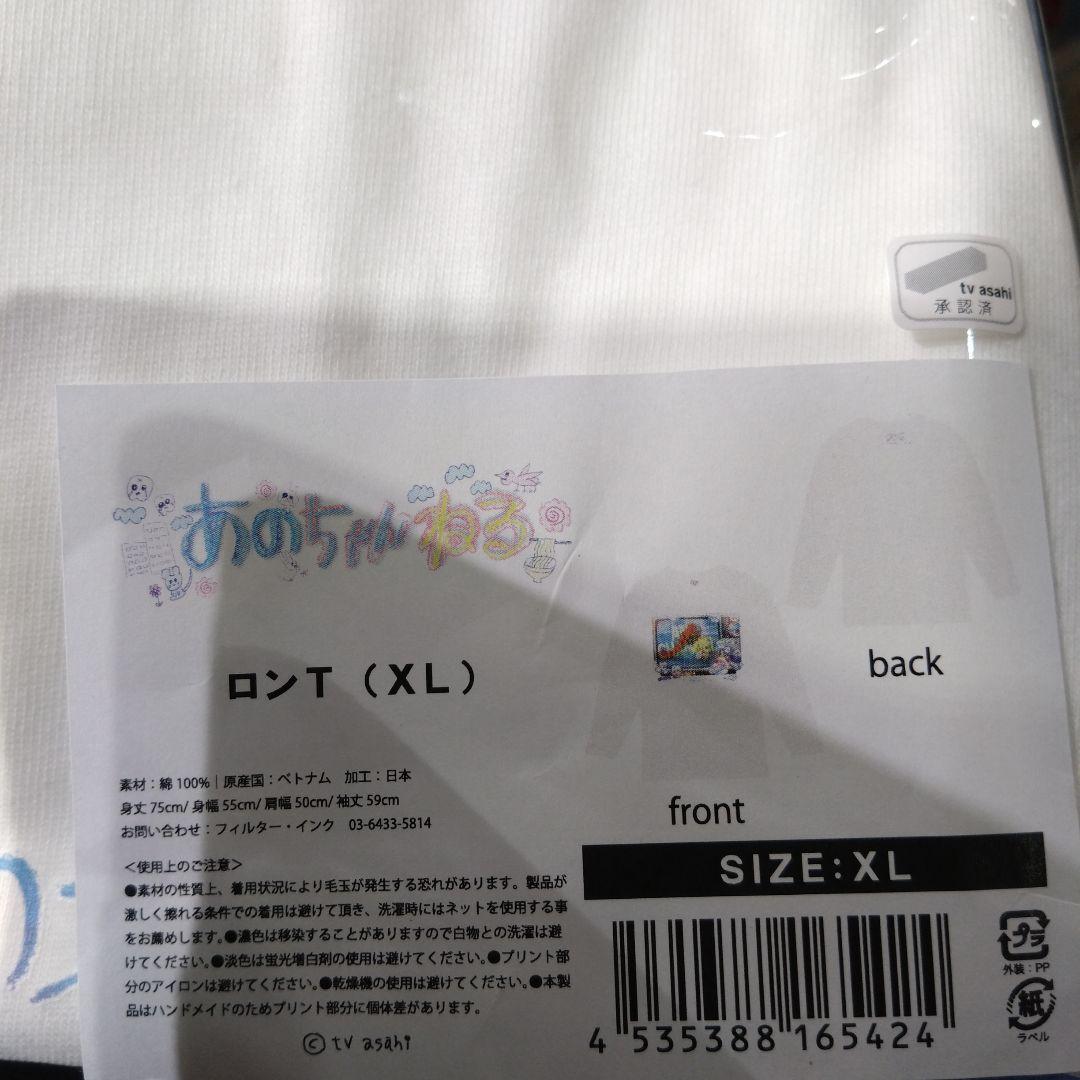 tv asahi
承認済
あのちゃんねる
ロンT（XL）
back
front
素材：綿 100%｜原産国：ベトナム　加工：日本
身丈 75cm/ 身幅 55cm/ 肩幅 50cm/ 袖丈 59cm
お問い合わせ：フィルター・インク　03-6433-5814
＜使用上のご注意＞
●素材の性質上、着用状況により毛玉が発生する恐れがあります。製品が
激しく擦れる条件での着用は避けて頂き、洗濯時にはネットを使用する事
をお薦めします。●濃色は移染することがありますので白物との洗濯は避
けてください。●淡色は蛍光増白剤の使用は避けてください。●プリント部
分のアイロンは避けてください。●乾燥機の使用は避けてください。●本製
品はハンドメイドのためプリント部分に個体差があります。
©tv asahi
SIZE:XL
4 535388 165424
プラ
外装：PP
紙
ラベル